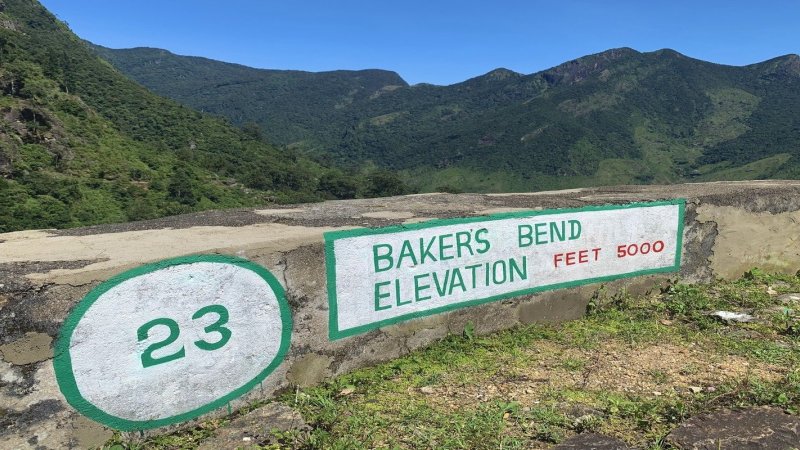 23
BAKER'S BEND
ELEVATION FEET 5000